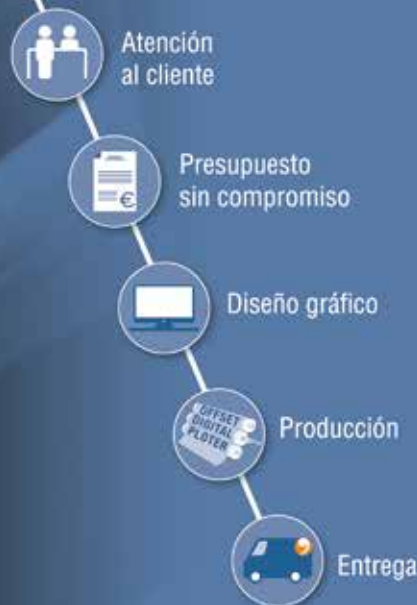 Atención
al cliente
Presupuesto
sin compromiso
€
Diseño gráfico
OFFSET
DIGITAL
PLOTER
Producción
Entrega